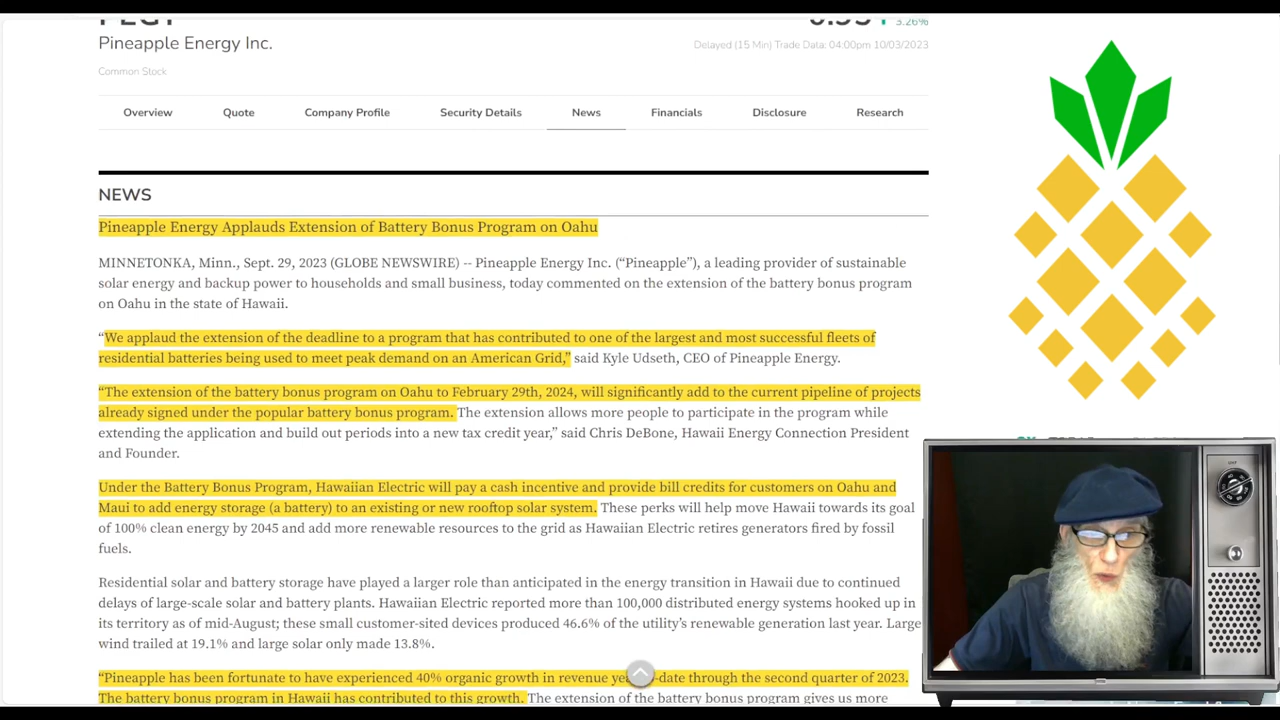 PEGY
3.26%
Pineapple Energy Inc.
Delayed (15 Min) Trade Data: 04:00pm 10/03/2023
Common Stock
Overview Quote Company Profile Security Details News Financials Disclosure Research
NEWS
Pineapple Energy Applauds Extension of Battery Bonus Program on Oahu
MINNETONKA, Minn., Sept. 29, 2023 (GLOBE NEWSWIRE) -- Pineapple Energy Inc. (“Pineapple”), a leading provider of sustainable
solar energy and backup power to households and small business, today commented on the extension of the battery bonus program
on Oahu in the state of Hawaii.
“We applaud the extension of the deadline to a program that has contributed to one of the largest and most successful fleets of
residential batteries being used to meet peak demand on an American Grid,” said Kyle Udseth, CEO of Pineapple Energy.
“The extension of the battery bonus program on Oahu to February 29th, 2024, will significantly add to the current pipeline of projects
already signed under the popular battery bonus program. The extension allows more people to participate in the program while
extending the application and build out periods into a new tax credit year,” said Chris DeBone, Hawaii Energy Connection President
and Founder.
Under the Battery Bonus Program, Hawaiian Electric will pay a cash incentive and provide bill credits for customers on Oahu and
Maui to add energy storage (a battery) to an existing or new rooftop solar system. These perks will help move Hawaii towards its goal
of 100% clean energy by 2045 and add more renewable resources to the grid as Hawaiian Electric retires generators fired by fossil
fuels.
Residential solar and battery storage have played a larger role than anticipated in the energy transition in Hawaii due to continued
delays of large-scale solar and battery plants. Hawaiian Electric reported more than 100,000 distributed energy systems hooked up in
its territory as of mid-August; these small customer-sited devices produced 46.6% of the utility’s renewable generation last year. Large
wind trailed at 19.1% and large solar only made 13.8%.
“Pineapple has been fortunate to have experienced 40% organic growth in revenue -date through the second quarter of 2023.
The battery bonus program in Hawaii has contributed to this growth. The extension of the battery bonus program gives us more